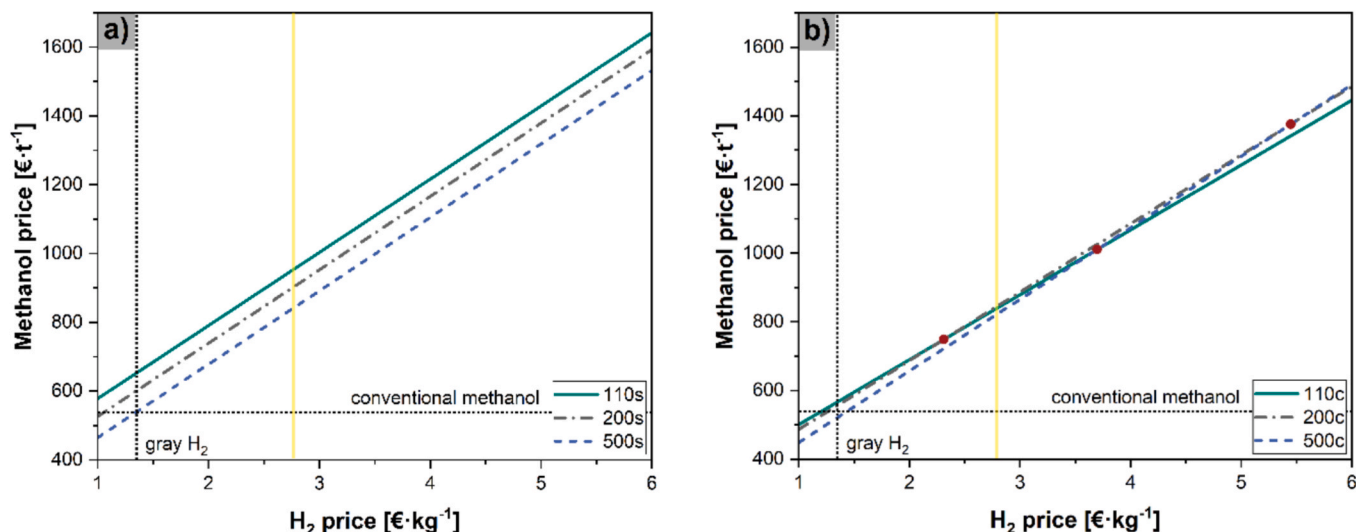 a)
Methanol price [€·t⁻¹]
1600
1400
1200
1000
800
600
400
conventional methanol
gray H₂
110s
200s
500s
1
2
3
4
5
6
H₂ price [€·kg⁻¹]
b)
Methanol price [€·t⁻¹]
1600
1400
1200
1000
800
600
400
conventional methanol
gray H₂
110c
200c
500c
1
2
3
4
5
6
H₂ price [€·kg⁻¹]